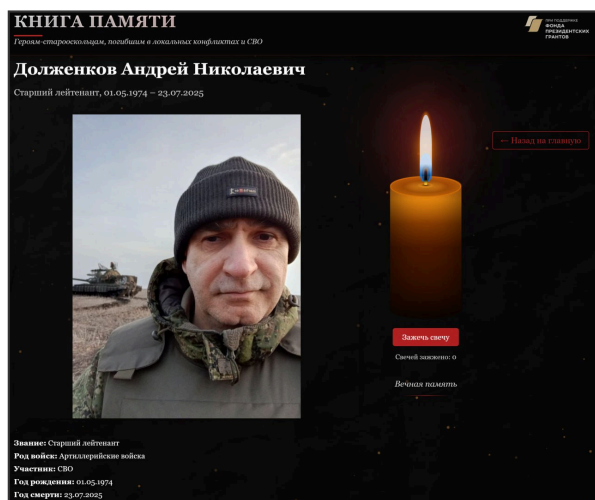 КНИГА ПАМЯТИ
Героям-старооскольцам, погибшим в локальных конфликтах и СВО
ПРИ ПОДДЕРЖКЕ
ФОНДА
ПРЕЗИДЕНТСКИХ
ГРАНТОВ
Долженков Андрей Николаевич
Старший лейтенант, 01.05.1974 – 23.07.2025
← Назад на главную
Зажечь свечу
Свечей зажжено: 0
Вечная память
Звание: Старший лейтенант
Род войск: Артиллерийские войска
Участник: СВО
Год рождения: 01.05.1974
Год смерти: 23.07.2025